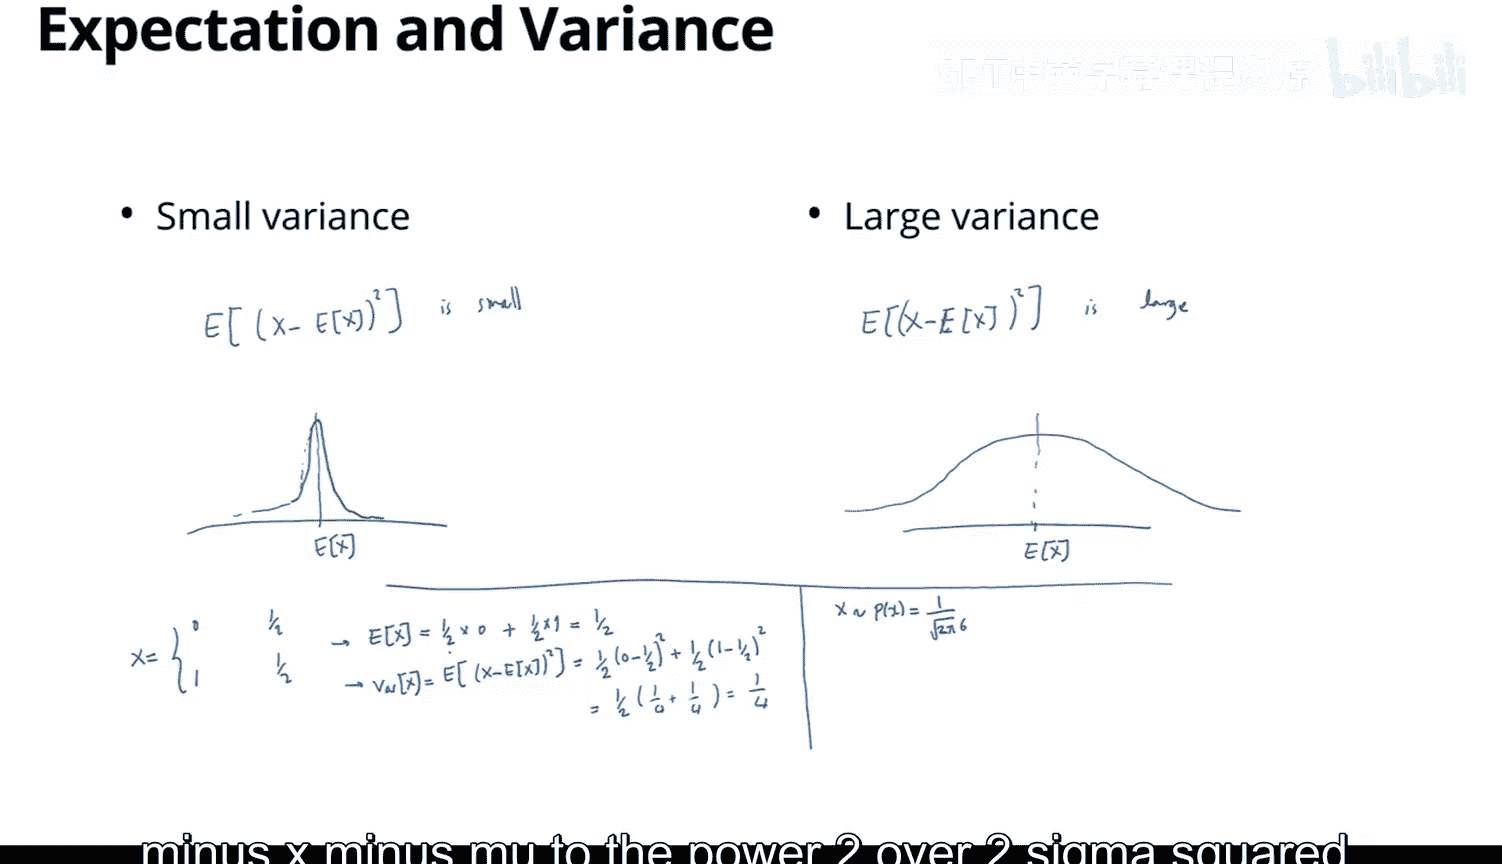 Expectation and Variance
bilibili
• Small variance
• Large variance
E[(x-E[x])²] is small
E[(x-E[x])²] is large
E[x]
E[x]
x= { 0 1/2
1 1/2
→ E[x] = 1/2 x 0 + 1/2 x 1 = 1/2
→ Var[x] = E[(x-E[x])²] = 1/2 (0-1/2)² + 1/2 (1-1/2)²
= 1/2 (1/4 + 1/4) = 1/4
x ~ P(x) = 1/√2π σ
minus x minus mu to the power 2 over 2 sigma squared